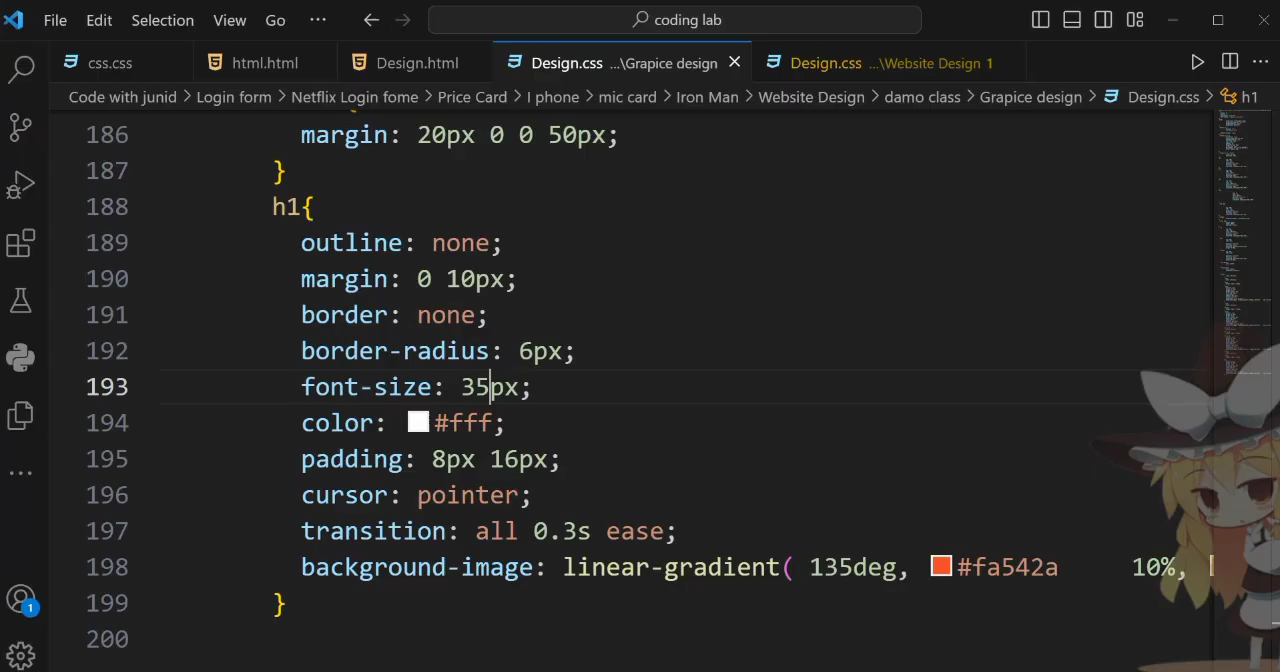 File Edit Selection View Go ··· coding lab
css.css html.html Design.html Design.css ...\Grapice design Design.css ...\Website Design 1
Code with junid > Login form > Netflix Login fome > Price Card > I phone > mic card > Iron Man > Website Design > damo class > Grapice design > Design.css > h1
186 margin: 20px 0 0 50px;
187 }
188 h1{
189 outline: none;
190 margin: 0 10px;
191 border: none;
192 border-radius: 6px;
193 font-size: 35px;
194 color: #fff;
195 padding: 8px 16px;
196 cursor: pointer;
197 transition: all 0.3s ease;
198 background-image: linear-gradient( 135deg, #fa542a 10%,
199 }
200
1